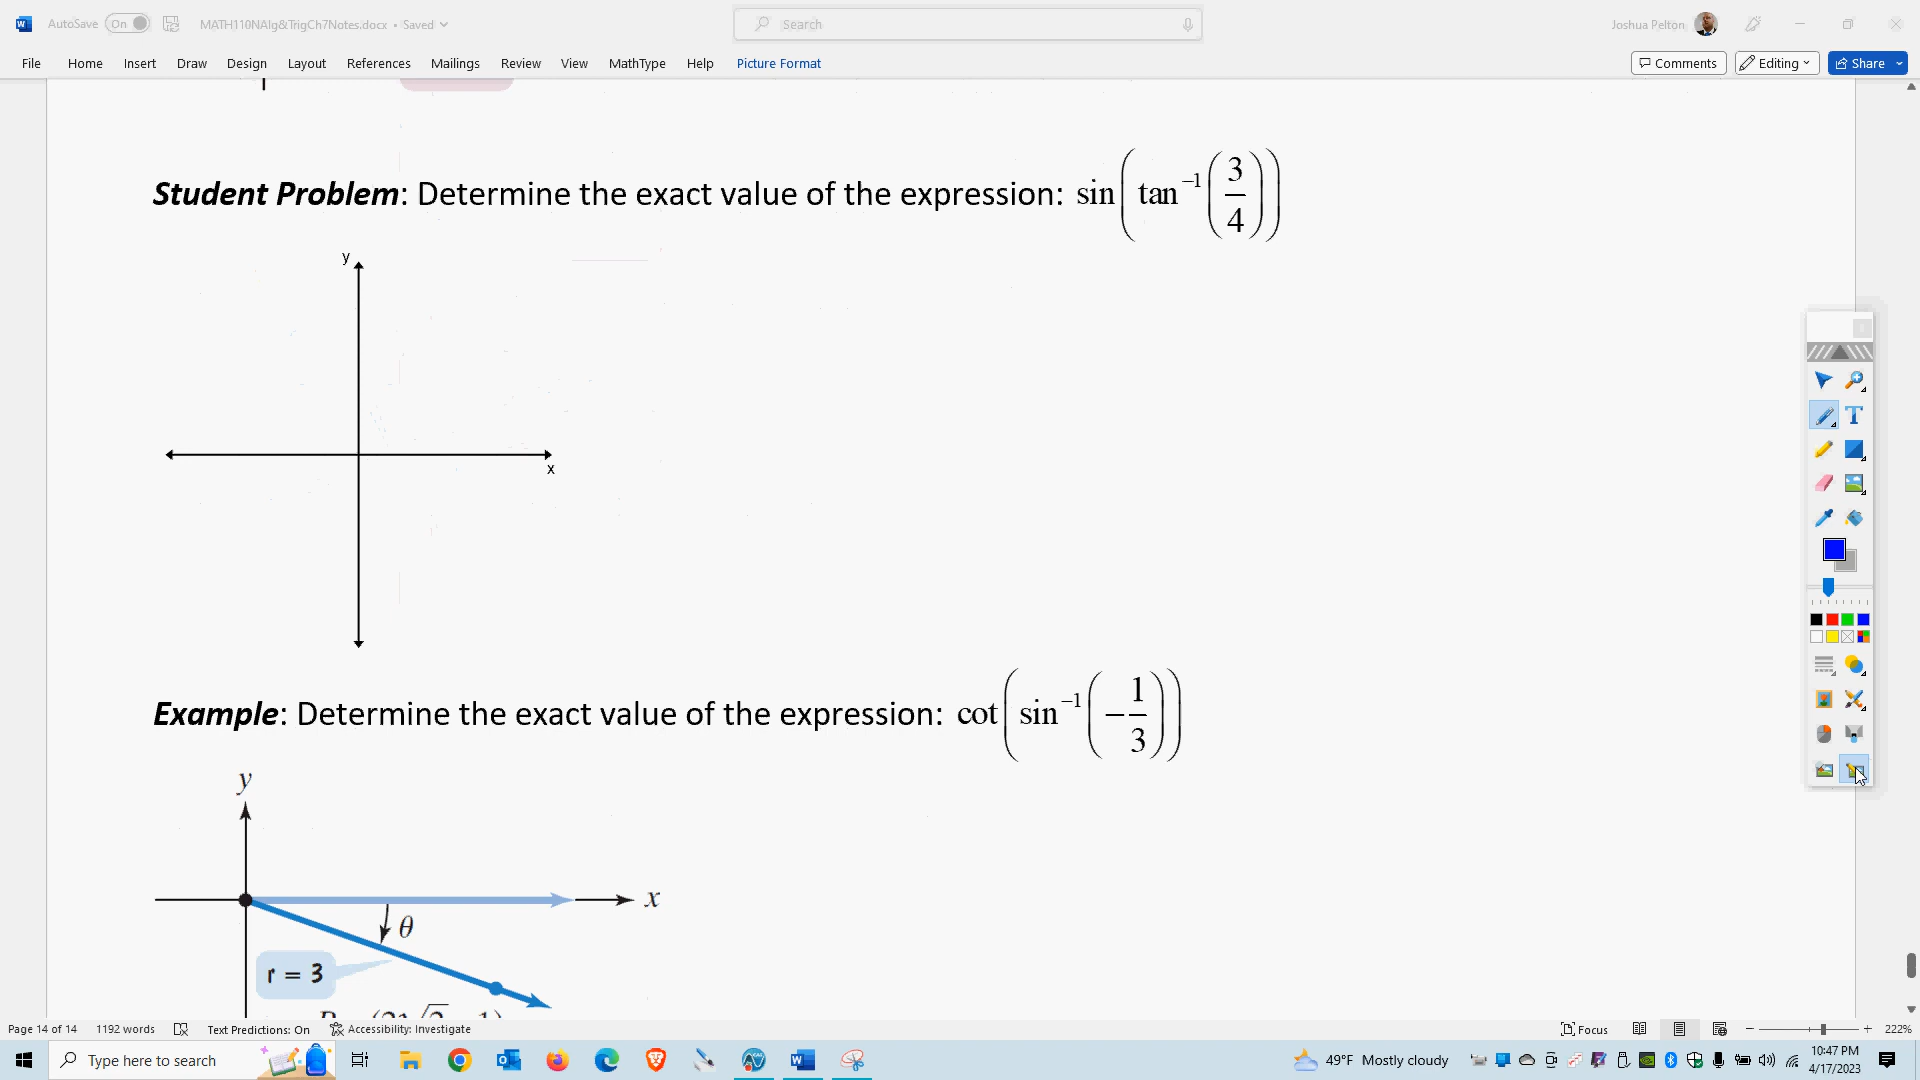 AutoSave On MATH110NAlg&TrigCh7Notes.docx • Saved Search Joshua Pelton
File Home Insert Draw Design Layout References Mailings Review View MathType Help Picture Format Comments Editing Share
Student Problem: Determine the exact value of the expression: sin(tan⁻¹(3/4))
y
x
Example: Determine the exact value of the expression: cot(sin⁻¹(−1/3))
y
x
θ
r = 3
Page 14 of 14 1192 words Text Predictions: On Accessibility: Investigate Focus 222%
Type here to search 49°F Mostly cloudy 10:47 PM
4/17/2023